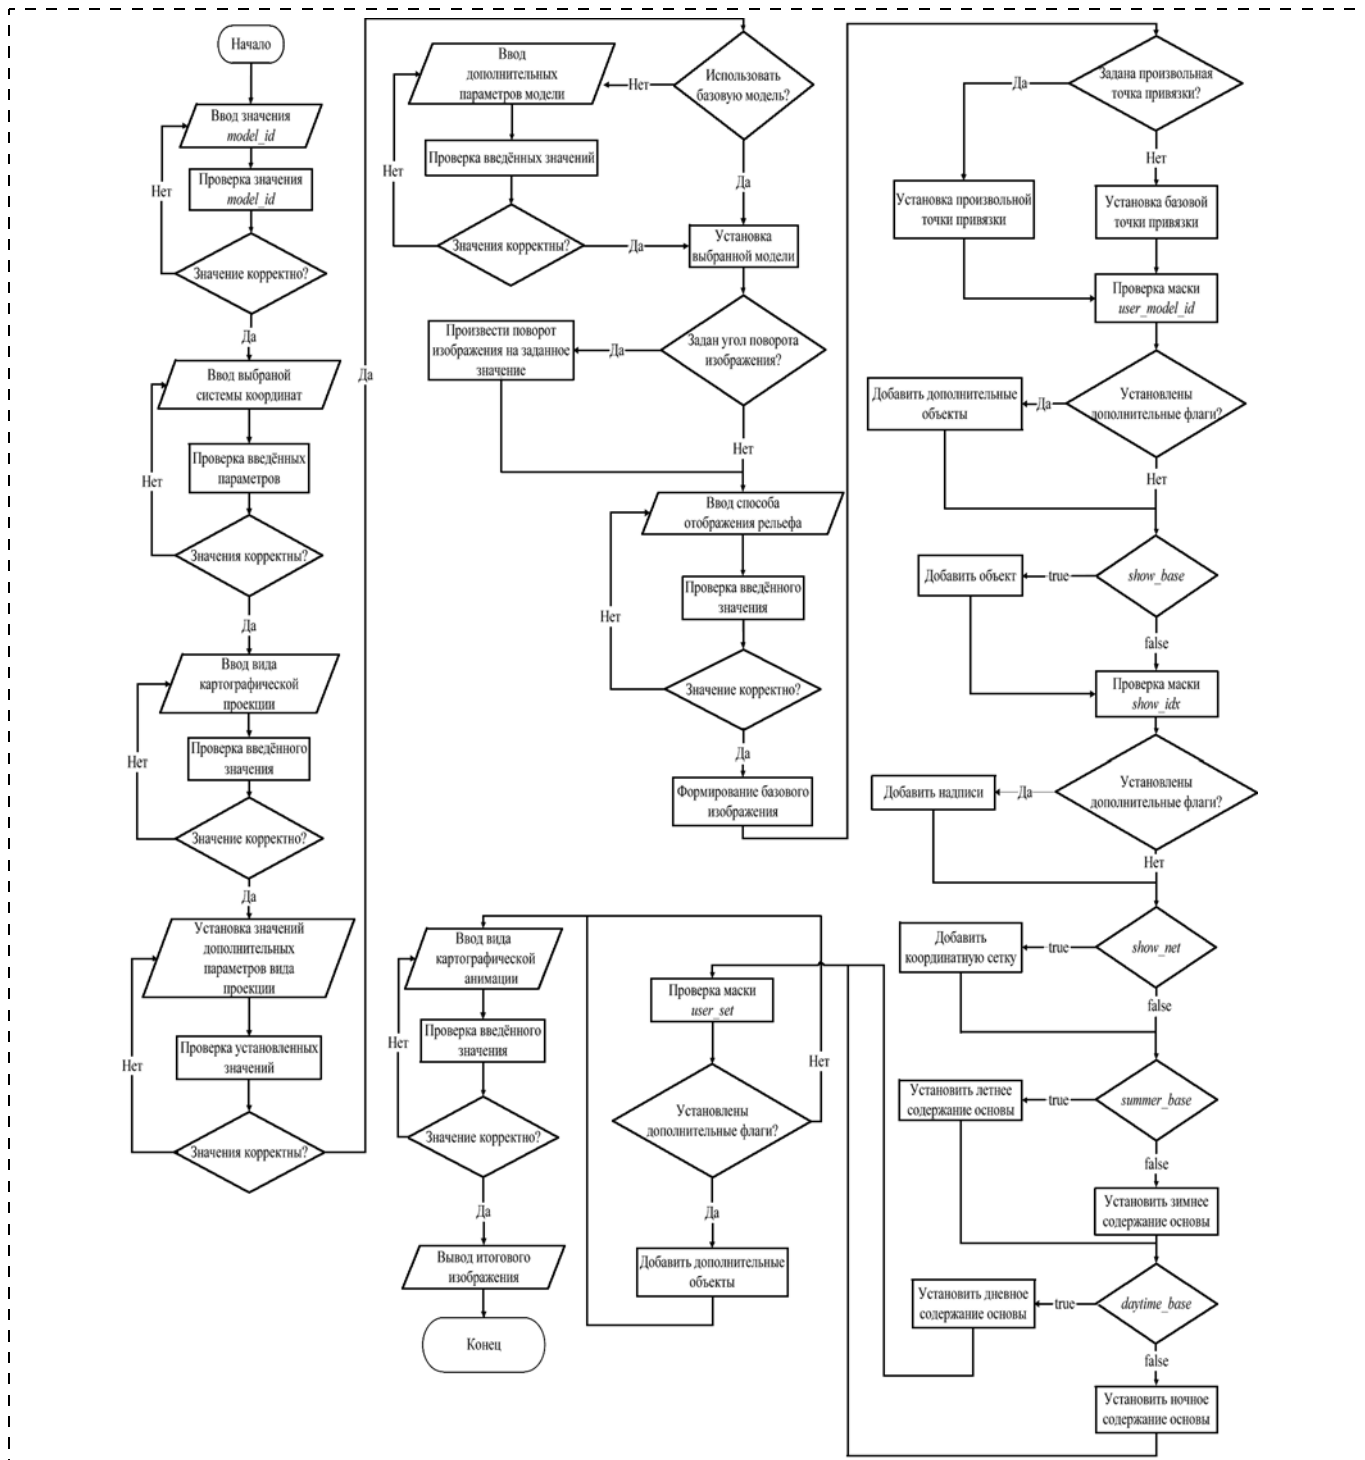 Начало
Ввод значения
model_id
Проверка значения
model_id
Нет
Значение корректно?
Да
Ввод выбраной
системы координат
Проверка введённых
параметров
Нет
Значения корректны?
Да
Ввод вида
картографической
проекции
Проверка введённого
значения
Нет
Значение корректно?
Да
Установка значений
дополнительных
параметров вида
проекции
Проверка установленных
значений
Нет
Значения корректны?
Да
Использовать
базовую модель?
Нет
Ввод
дополнительных
параметров модели
Проверка введённых значений
Нет
Значения корректны?
Да
Да
Установка
выбранной модели
Задан угол поворота
изображения?
Да
Произвести поворот
изображения на заданное
значение
Нет
Ввод способа
отображения рельефа
Проверка введённого
значения
Нет
Значение корректно?
Да
Формирование базового
изображения
Задана произвольная
точка привязки?
Да
Нет
Установка произвольной
точки привязки
Установка базовой
точки привязки
Проверка маски
user_model_id
Установлены
дополнительные флаги?
Да
Добавить дополнительные
объекты
Нет
show_base
true
Добавить объект
false
Проверка маски
show_idx
Установлены
дополнительные флаги?
Да
Добавить надписи
Нет
show_net
true
Добавить
координатную сетку
false
summer_base
true
Установить летнее
содержание основы
false
Установить зимнее
содержание основы
daytime_base
true
Установить дневное
содержание основы
false
Установить ночное
содержание основы
Проверка маски
user_set
Установлены
дополнительные флаги?
Нет
Да
Добавить дополнительные
объекты
Ввод вида
картографической
анимации
Проверка введённого
значения
Нет
Значение корректно?
Да
Вывод итогового
изображения
Конец